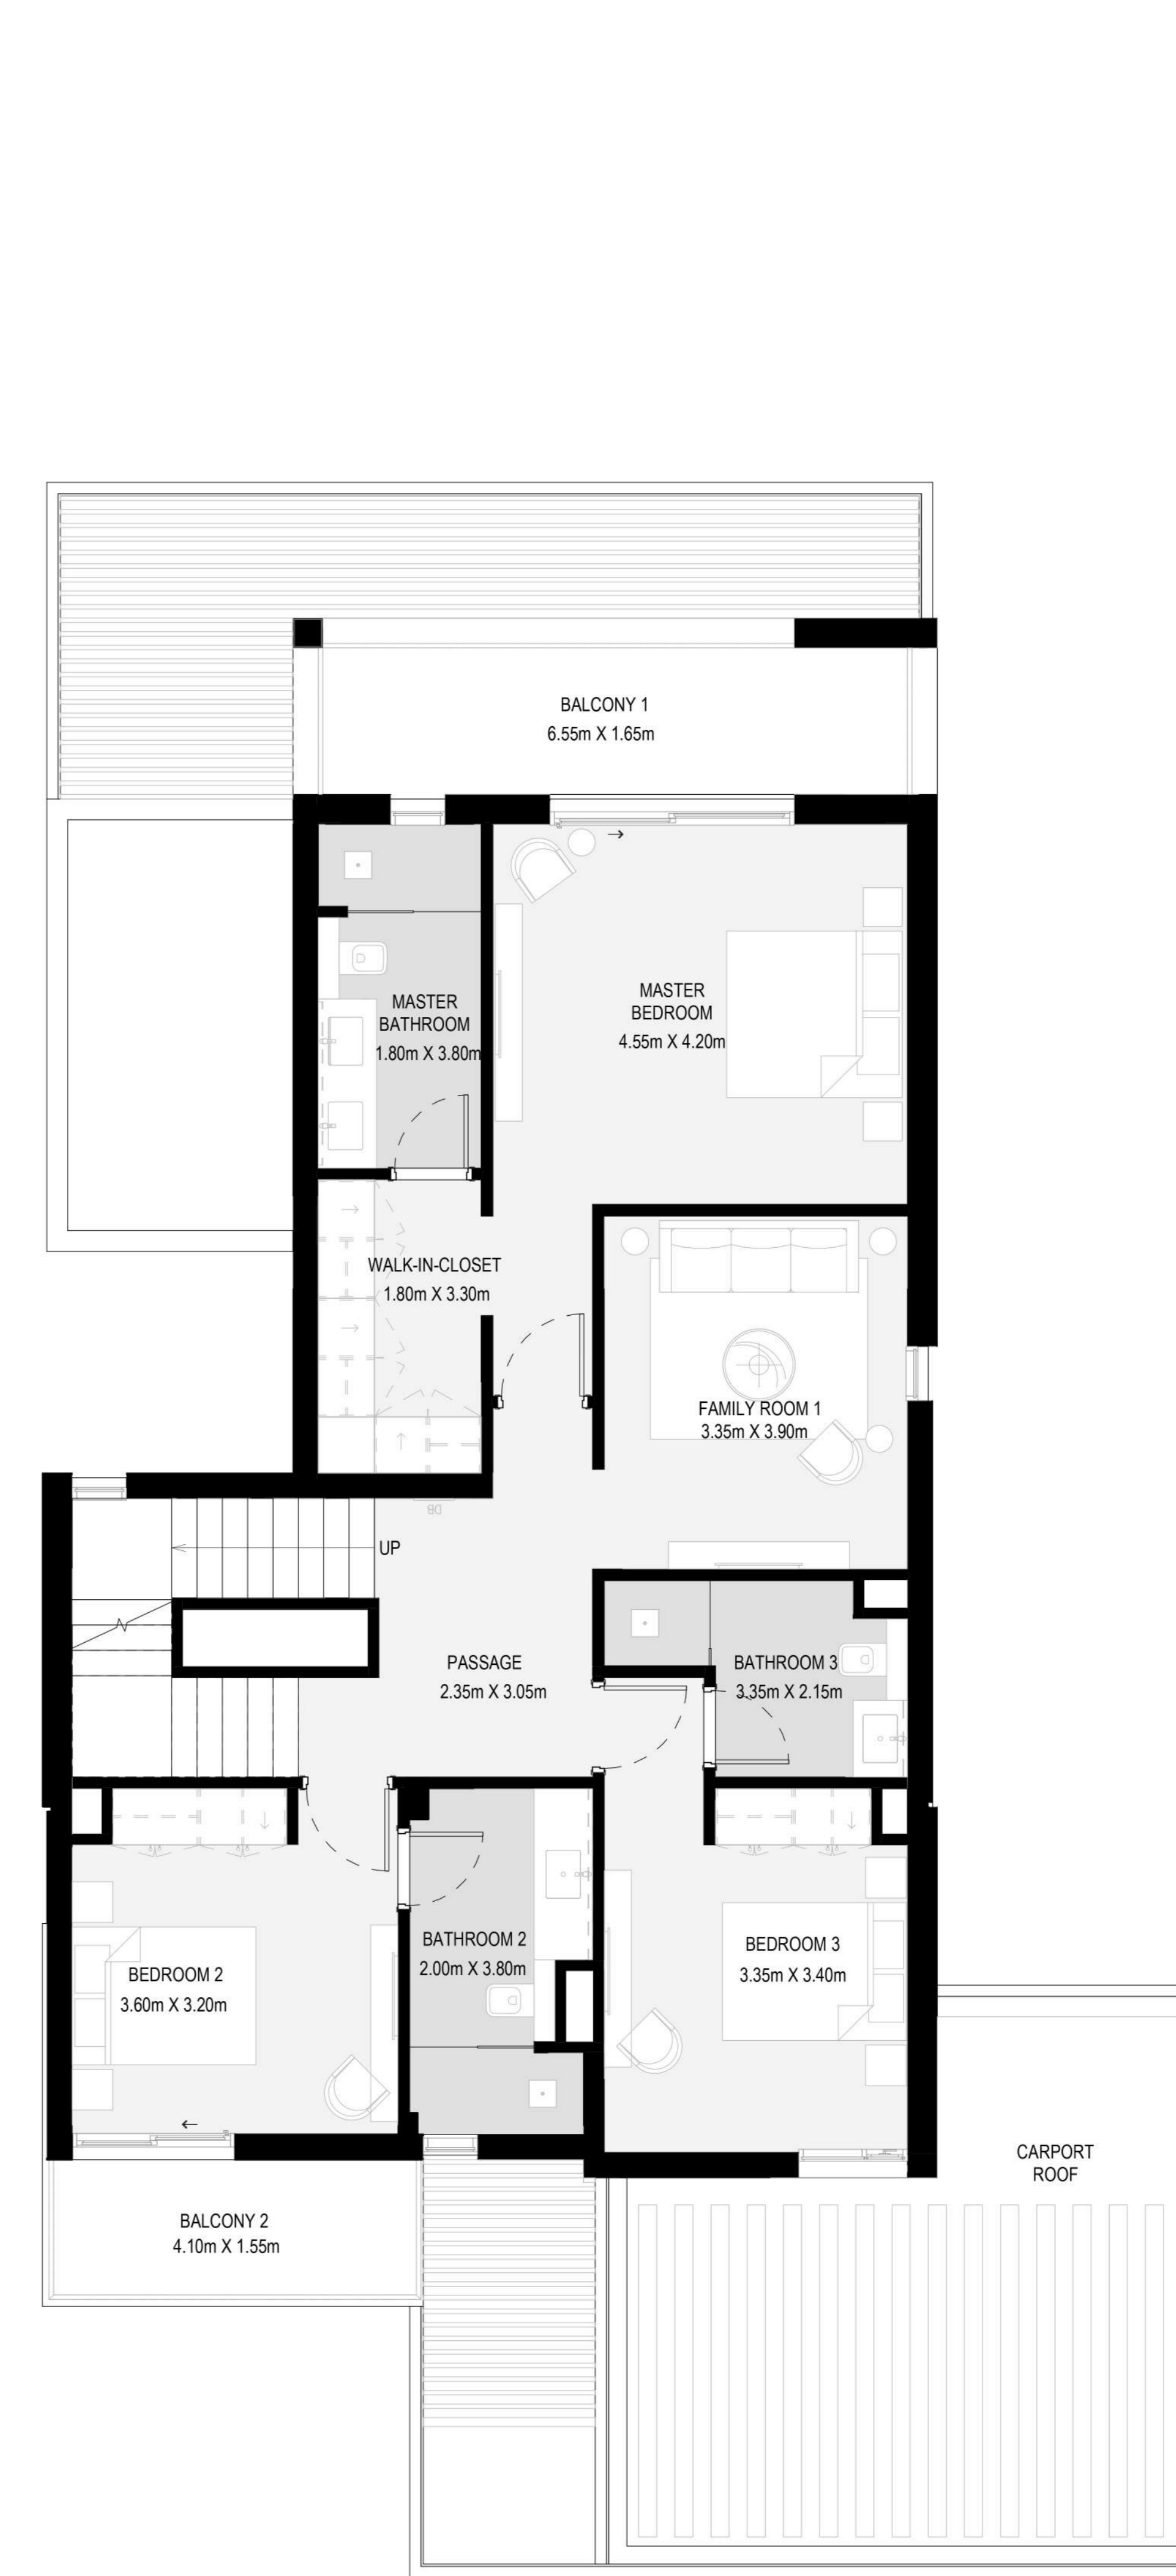 BALCONY 1
6.55m X 1.65m
MASTER
BATHROOM
1.80m X 3.80m
MASTER
BEDROOM
4.55m X 4.20m
WALK-IN-CLOSET
1.80m X 3.30m
FAMILY ROOM 1
3.35m X 3.90m
DB
UP
PASSAGE
2.35m X 3.05m
BATHROOM 3
3.35m X 2.15m
BATHROOM 2
2.00m X 3.80m
BEDROOM 3
3.35m X 3.40m
BEDROOM 2
3.60m X 3.20m
CARPORT
ROOF
BALCONY 2
4.10m X 1.55m